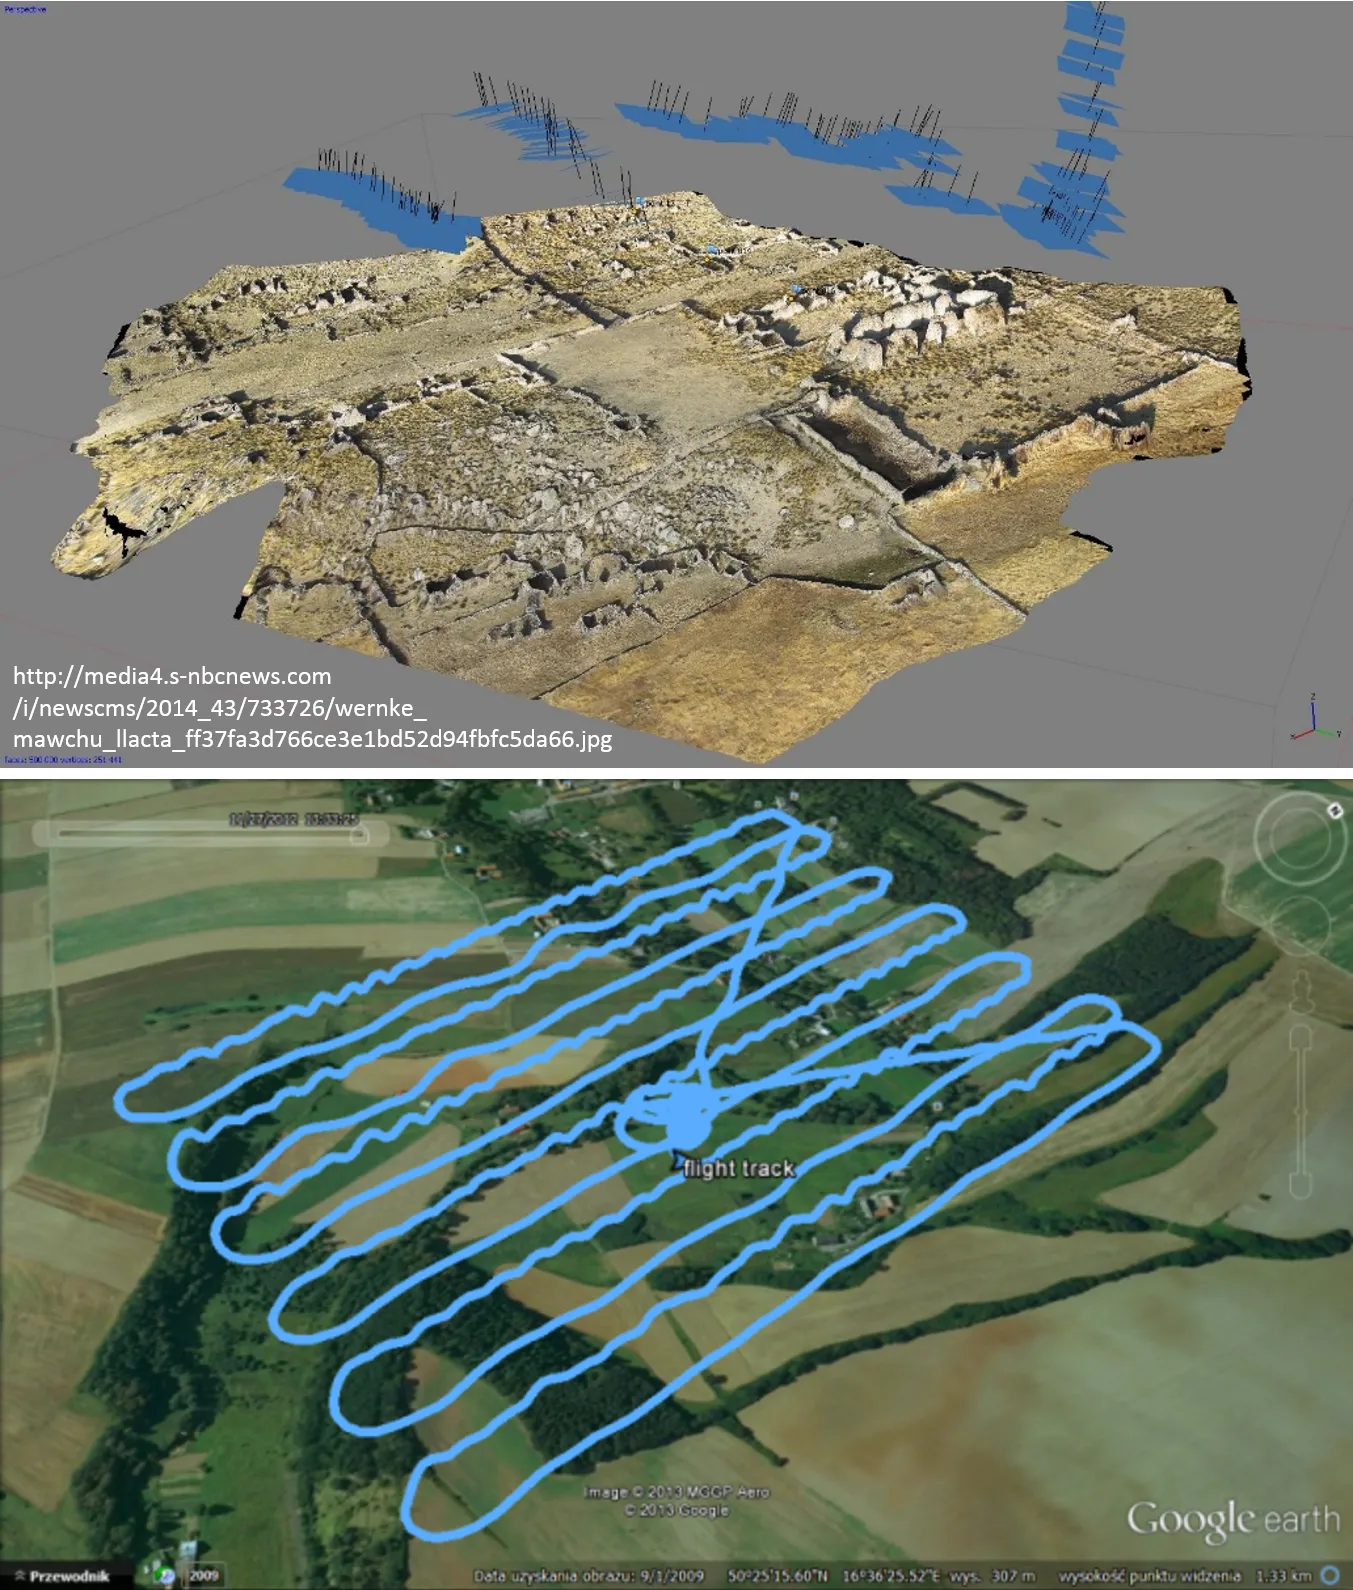 Perspective
http://media4.s-nbcnews.com
/i/newscms/2014_43/733726/wernke_
mawchu_llacta_ff37fa3d766ce3e1bd52d94fbfc5da66.jpg
faces: 500 000 vertices: 251 441
Z
X
Y
11/27/2012 13:33:25
N
flight track
Image © 2013 MGGP Aero
© 2013 Google
Google earth
Przewodnik
2009
Data uzyskania obrazu: 9/1/2009 50°25'15.60"N 16°36'25.52"E wys. 307 m wysokość punktu widzenia 1.33 km